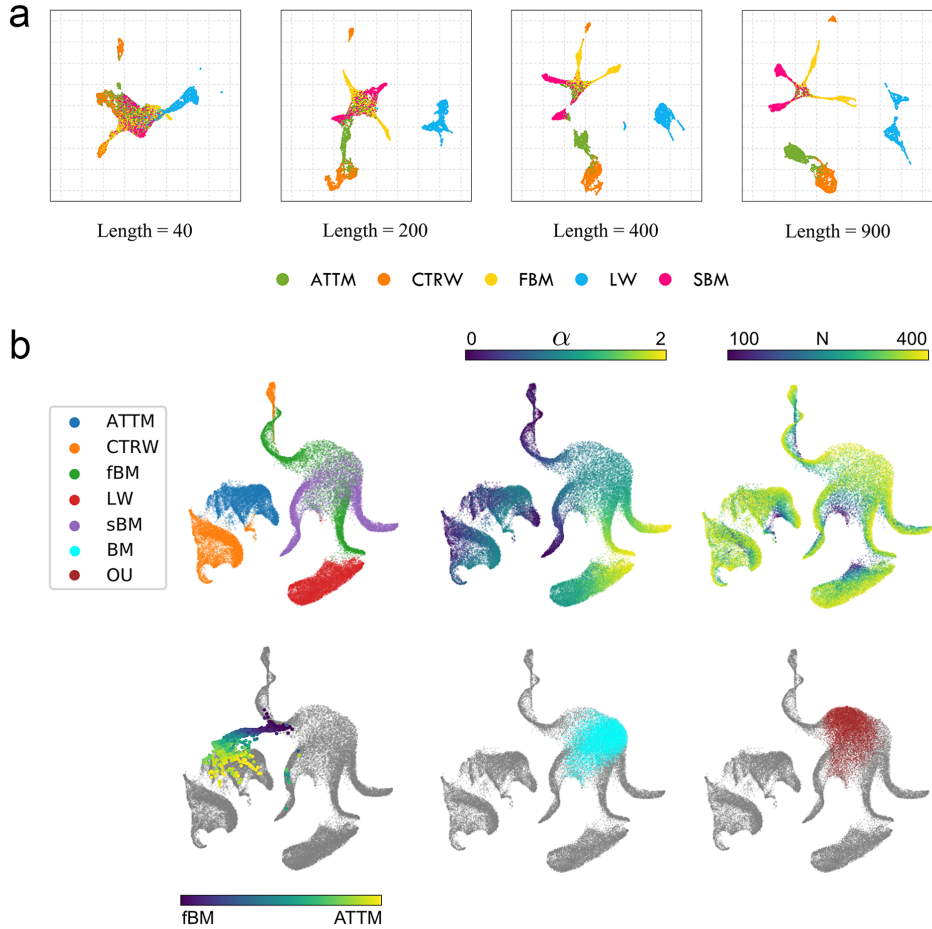 a
Length = 40
Length = 200
Length = 400
Length = 900
ATTM CTRW FBM LW SBM
b
0 α 2
100 N 400
ATTM
CTRW
fBM
LW
sBM
BM
OU
fBM ATTM